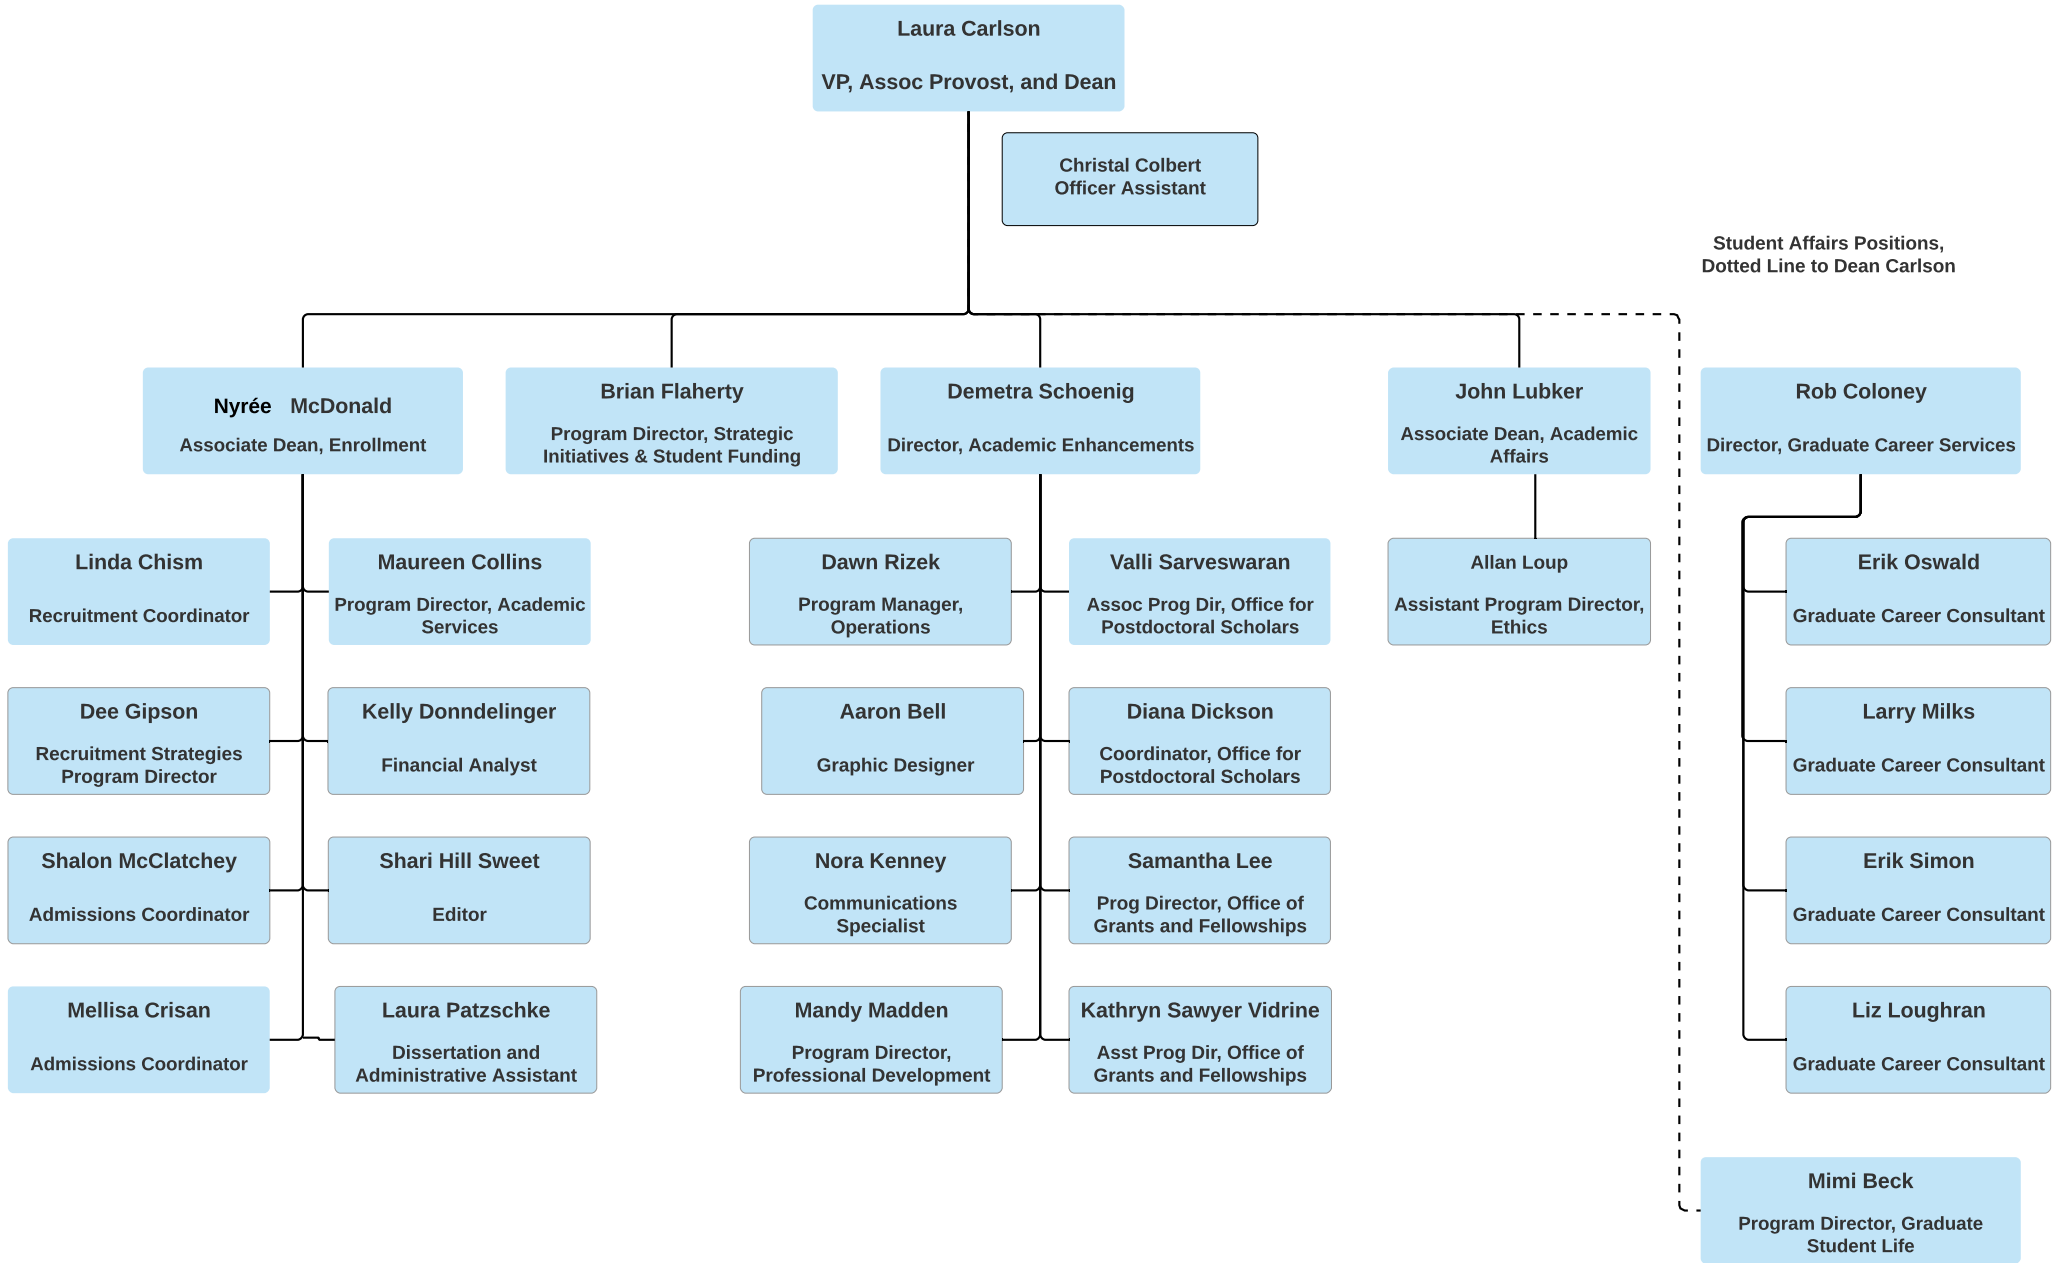 Laura Carlson
VP, Assoc Provost, and Dean
Christal Colbert
Officer Assistant
Student Affairs Positions,
Dotted Line to Dean Carlson
Nyrée McDonald
Associate Dean, Enrollment
Brian Flaherty
Program Director, Strategic
Initiatives & Student Funding
Demetra Schoenig
Director, Academic Enhancements
John Lubker
Associate Dean, Academic
Affairs
Rob Coloney
Director, Graduate Career Services
Linda Chism
Recruitment Coordinator
Maureen Collins
Program Director, Academic
Services
Dawn Rizek
Program Manager,
Operations
Valli Sarveswaran
Assoc Prog Dir, Office for
Postdoctoral Scholars
Allan Loup
Assistant Program Director,
Ethics
Erik Oswald
Graduate Career Consultant
Dee Gipson
Recruitment Strategies
Program Director
Kelly Donndelinger
Financial Analyst
Aaron Bell
Graphic Designer
Diana Dickson
Coordinator, Office for
Postdoctoral Scholars
Larry Milks
Graduate Career Consultant
Shalon McClatchey
Admissions Coordinator
Shari Hill Sweet
Editor
Nora Kenney
Communications
Specialist
Samantha Lee
Prog Director, Office of
Grants and Fellowships
Erik Simon
Graduate Career Consultant
Mellisa Crisan
Admissions Coordinator
Laura Patzschke
Dissertation and
Administrative Assistant
Mandy Madden
Program Director,
Professional Development
Kathryn Sawyer Vidrine
Asst Prog Dir, Office of
Grants and Fellowships
Liz Loughran
Graduate Career Consultant
Mimi Beck
Program Director, Graduate
Student Life